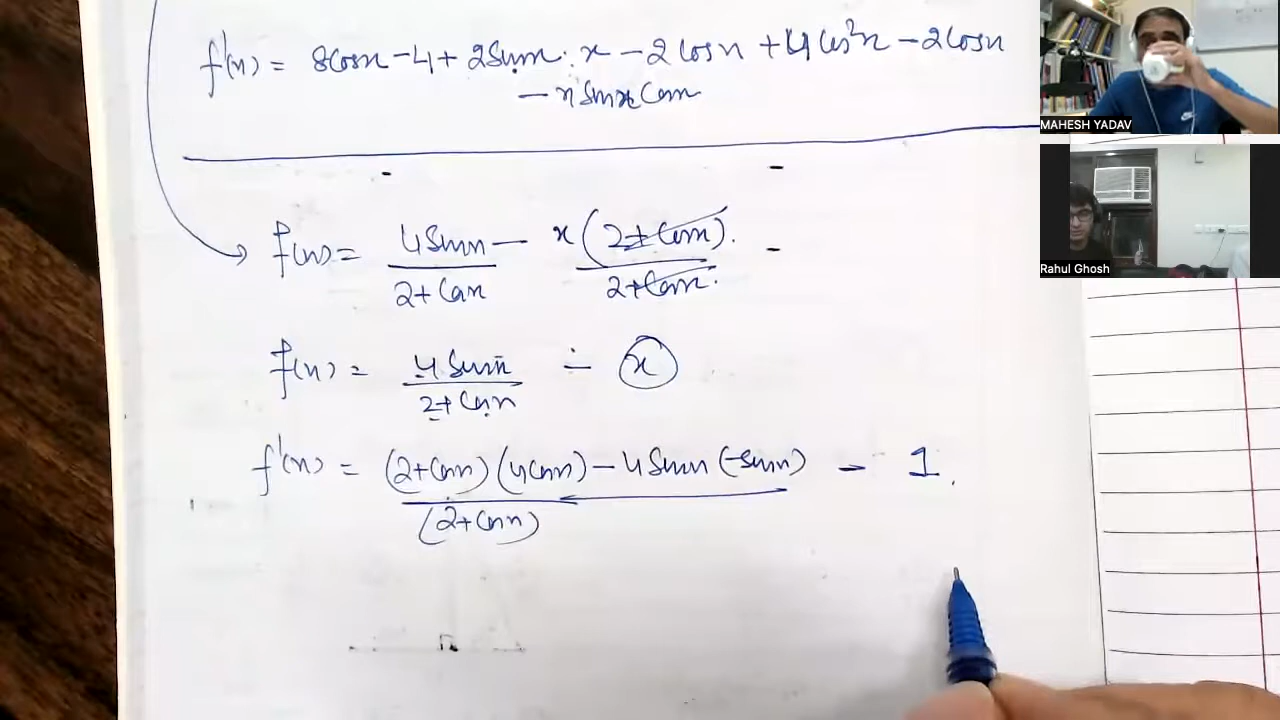 f'(x) = 8cosx - 4 + 2sinx · x - 2cosx + 4cos²x - 2cosx
- x sinx cosx
f(x) = 4sinx / 2+cosx - x(2+cosx) / 2+cosx
f(x) = 4sinx / 2+cosx - x
f'(x) = (2+cosx)(4cosx) - 4sinx(-sinx) / (2+cosx) - 1.
MAHESH YADAV
Rahul Ghosh